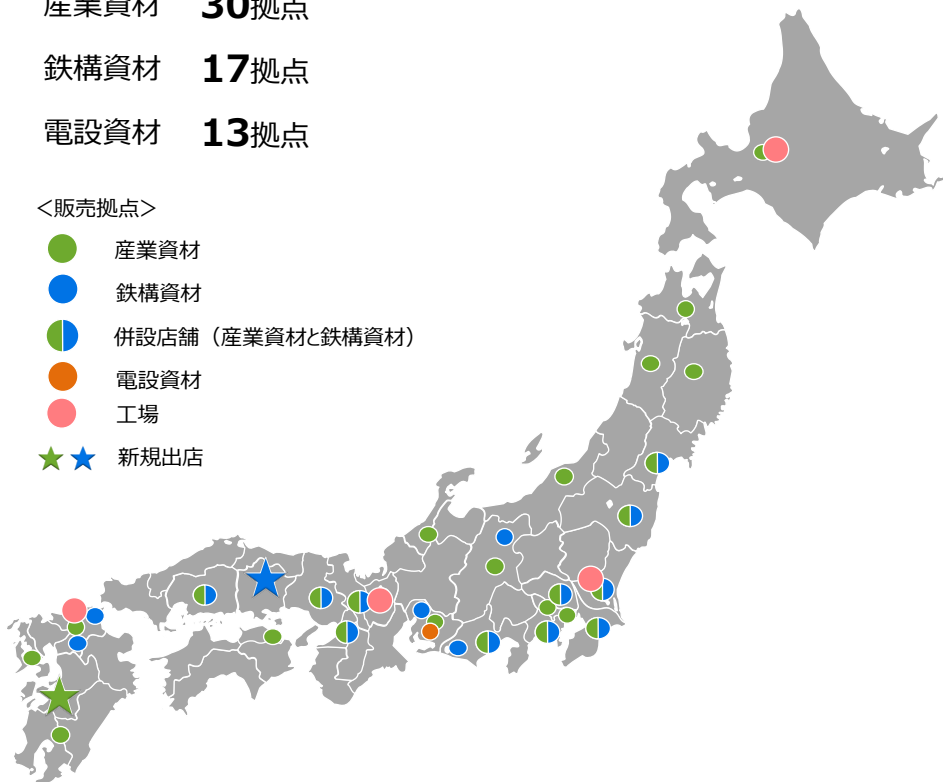 産業資材 30拠点
鉄構資材 17拠点
電設資材 13拠点
＜販売拠点＞
産業資材
鉄構資材
併設店舗（産業資材と鉄構資材）
電設資材
工場
新規出店